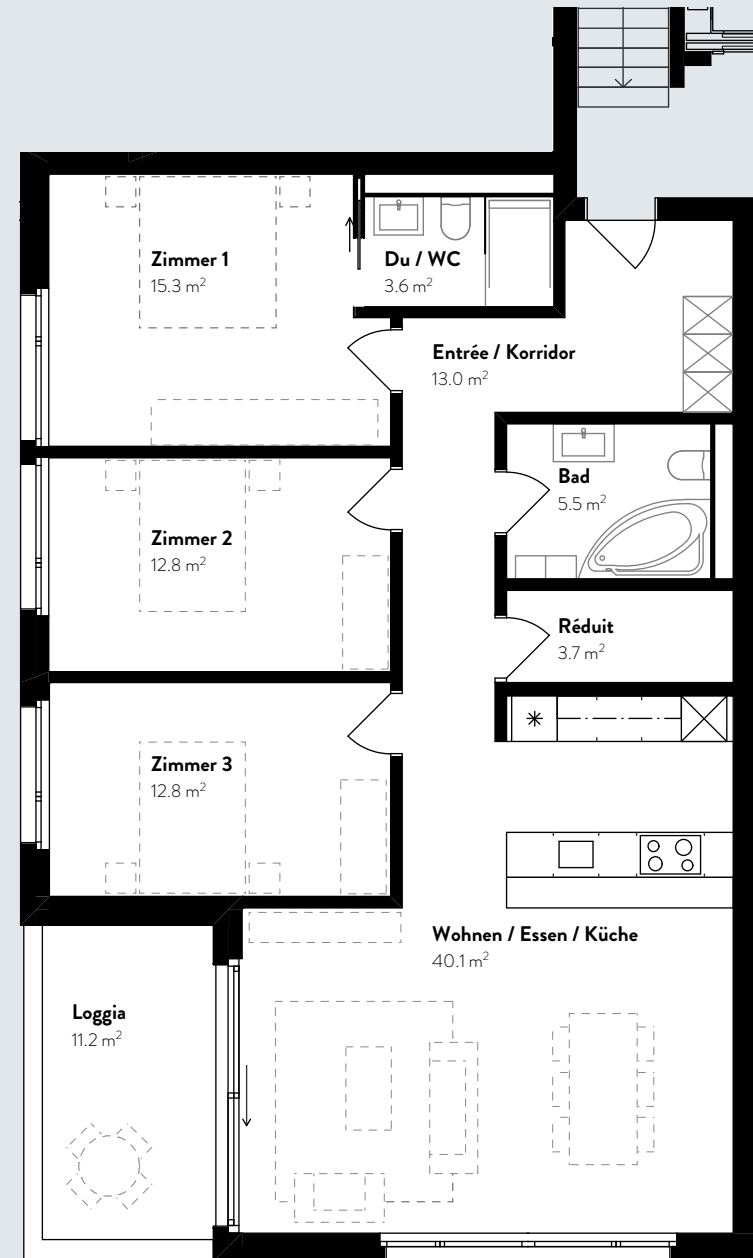 Zimmer 1
15.3 m²
Du / WC
3.6 m²
Entrée / Korridor
13.0 m²
Zimmer 2
12.8 m²
Bad
5.5 m²
Réduit
3.7 m²
Zimmer 3
12.8 m²
Wohnen / Essen / Küche
40.1 m²
Loggia
11.2 m²